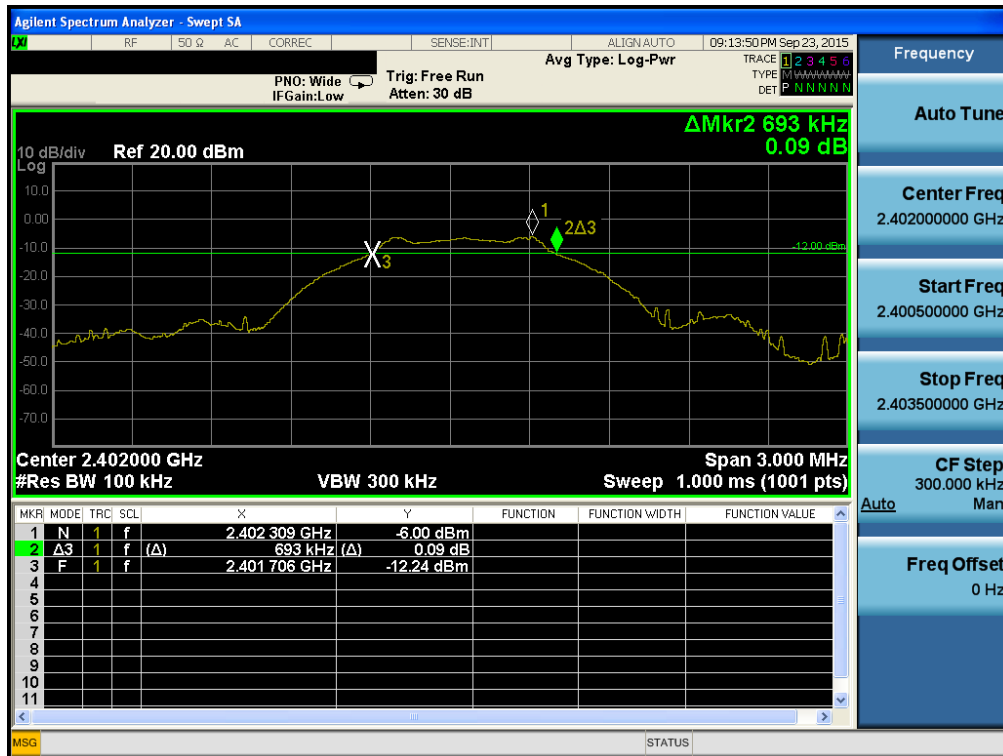 Agilent Spectrum Analyzer - Swept SA
LXI RF 50 Ω AC CORREC SENSE:INT ALIGN AUTO 09:13:50 PM Sep 23, 2015
Frequency
PNO: Wide
IFGain:Low
Trig: Free Run
Atten: 30 dB
Avg Type: Log-Pwr
TRACE 1 2 3 4 5 6
TYPE M
DET P N N N N N
Auto Tune
ΔMkr2 693 kHz
0.09 dB
10 dB/div Ref 20.00 dBm
Log
10.0
0.00
-10.0
-20.0
-30.0
-40.0
-50.0
-60.0
-70.0
1
2Δ3
3
-12.00 dBm
Center Freq
2.402000000 GHz
Start Freq
2.400500000 GHz
Stop Freq
2.403500000 GHz
CF Step
300.000 kHz
Auto Man
Freq Offset
0 Hz
Center 2.402000 GHz Span 3.000 MHz
#Res BW 100 kHz VBW 300 kHz Sweep 1.000 ms (1001 pts)
MKR MODE TRC SCL X Y FUNCTION FUNCTION WIDTH FUNCTION VALUE
1 N 1 f 2.402 309 GHz -6.00 dBm
2 Δ3 1 f (Δ) 693 kHz (Δ) 0.09 dB
3 F 1 f 2.401 706 GHz -12.24 dBm
4
5
6
7
8
9
10
11
MSG STATUS